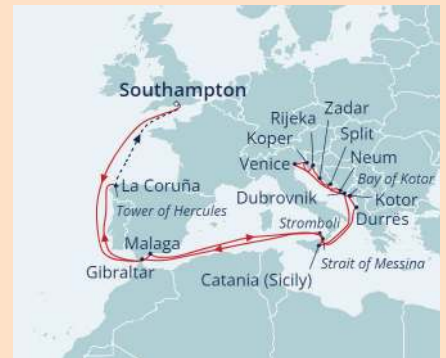 Southampton
Zadar
Rijeka
Split
Koper
Neum
Venice
Bay of Kotor
La Coruña
Dubrovnik
Kotor
Tower of Hercules
Durrës
Stromboli
Malaga
Strait of Messina
Gibraltar
Catania (Sicily)